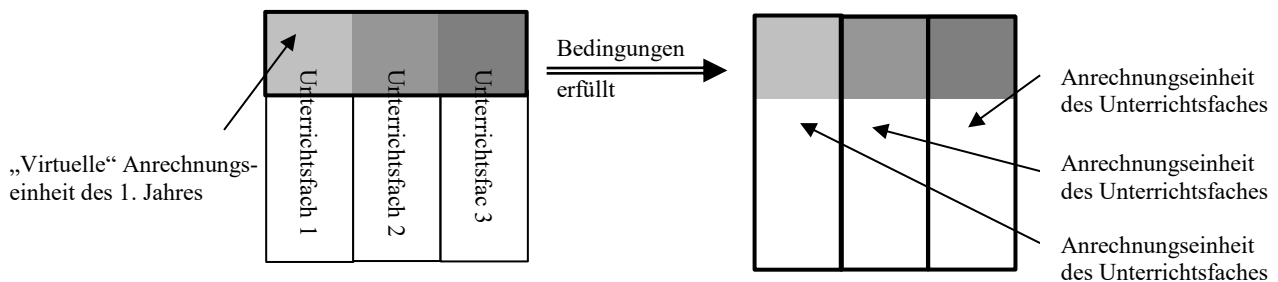 „Virtuelle“ Anrechnungs-
einheit des 1. Jahres
Unterrichtsfach 1
Unterrichtsfach 2
Unterrichtsfac 3
Bedingungen
erfüllt
Anrechnungseinheit
des Unterrichtsfaches
Anrechnungseinheit
des Unterrichtsfaches
Anrechnungseinheit
des Unterrichtsfaches